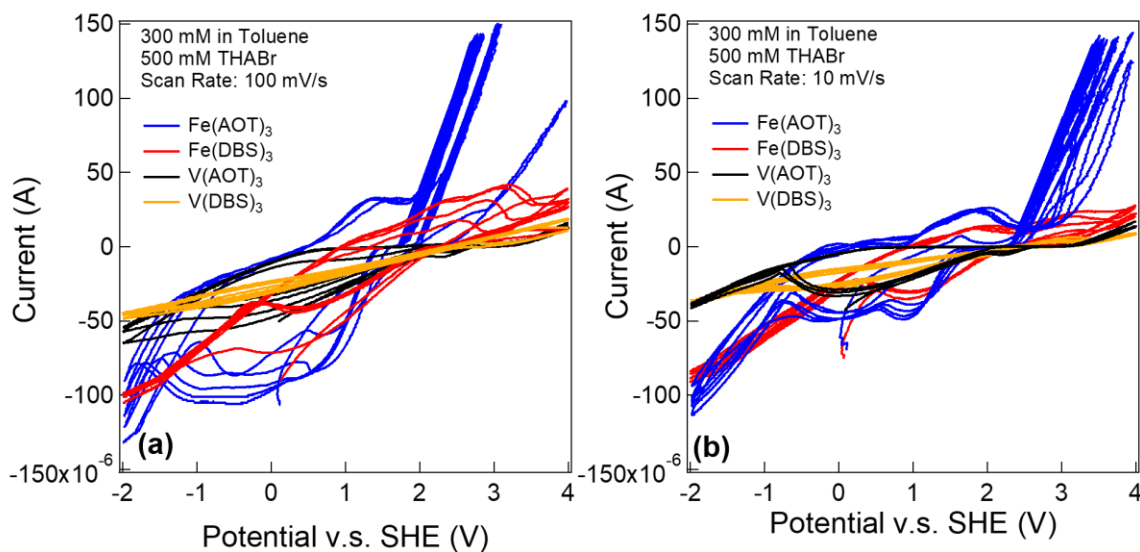 150
100
50
0
-50
-100
-150x10-6
Current (A)
300 mM in Toluene
500 mM THABr
Scan Rate: 100 mV/s
Fe(AOT)3
Fe(DBS)3
V(AOT)3
V(DBS)3
(a)
-2 -1 0 1 2 3 4
Potential v.s. SHE (V)
150
100
50
0
-50
-100
-150x10-6
Current (A)
300 mM in Toluene
500 mM THABr
Scan Rate: 10 mV/s
Fe(AOT)3
Fe(DBS)3
V(AOT)3
V(DBS)3
(b)
-2 -1 0 1 2 3 4
Potential v.s. SHE (V)